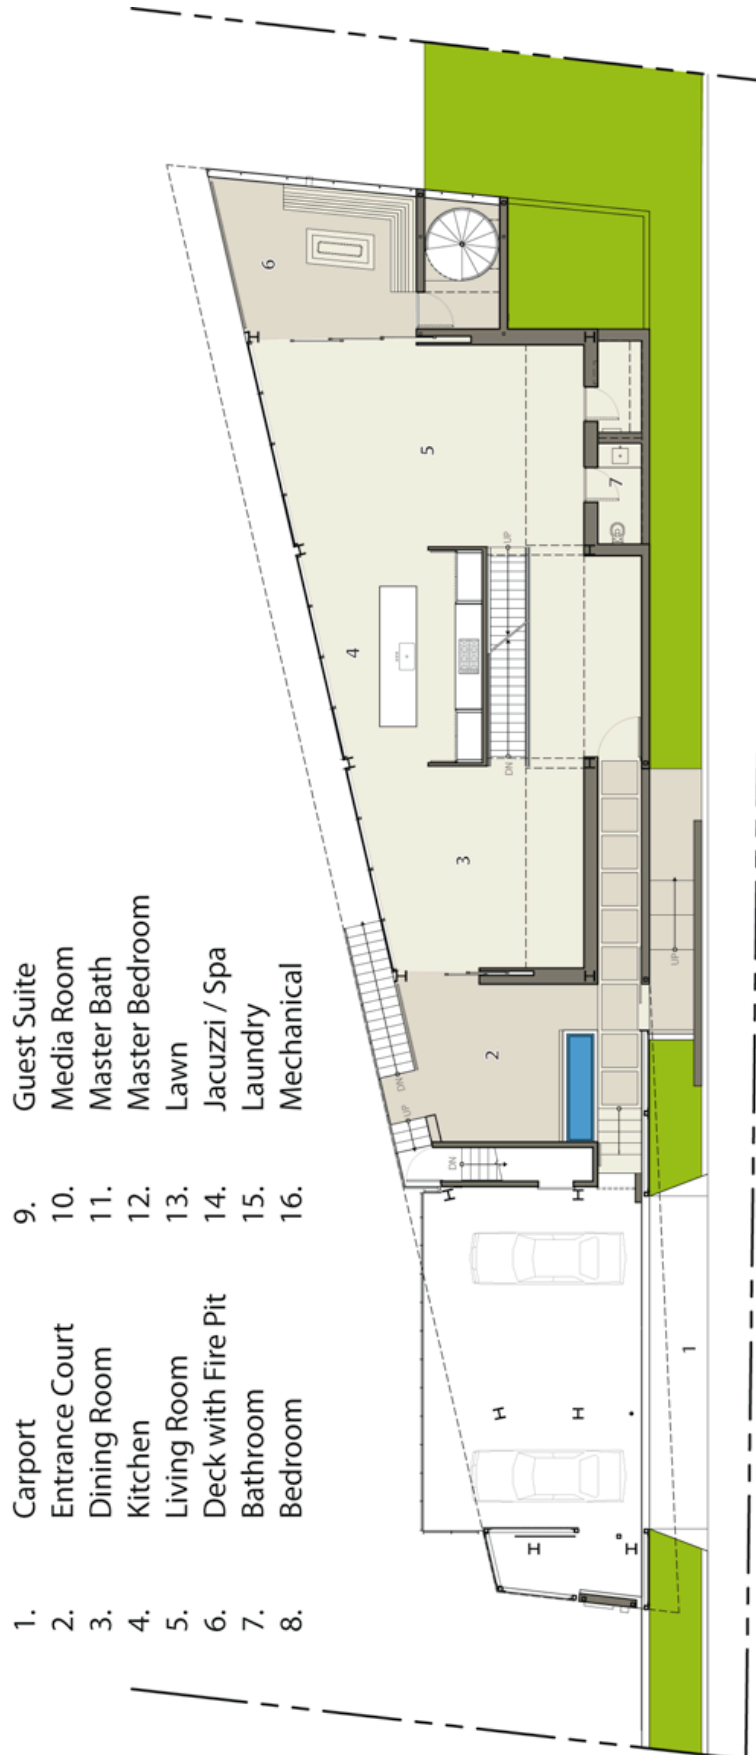 1. Carport
2. Entrance Court
3. Dining Room
4. Kitchen
5. Living Room
6. Deck with Fire Pit
7. Bathroom
8. Bedroom
9. Guest Suite
10. Media Room
11. Master Bath
12. Master Bedroom
13. Lawn
14. Jacuzzi / Spa
15. Laundry
16. Mechanical
1
2
3
4
5
6
7
DN
UP
DN
DN
UP
UP